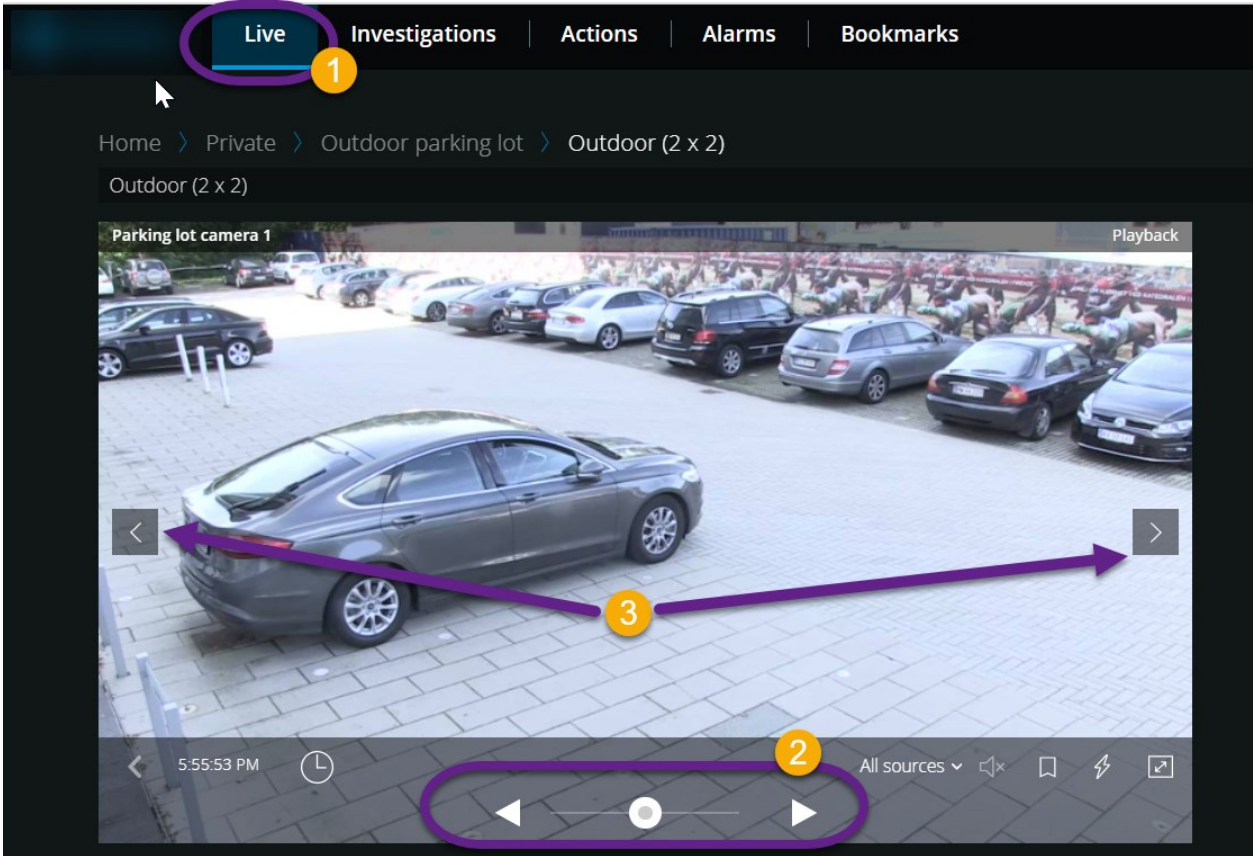 Live Investigations Actions Alarms Bookmarks
1
Home 〉 Private 〉 Outdoor parking lot 〉 Outdoor (2 x 2)
Outdoor (2 x 2)
Parking lot camera 1 Playback
3
2
5:55:53 PM All sources